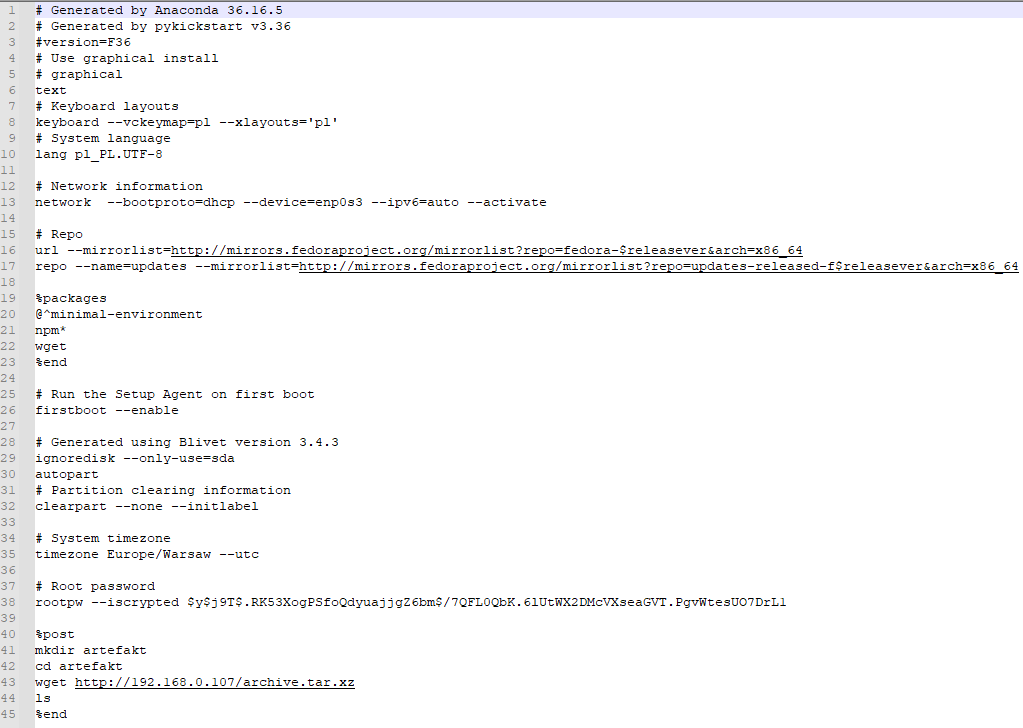 1 # Generated by Anaconda 36.16.5
2 # Generated by pykickstart v3.36
3 #version=F36
4 # Use graphical install
5 # graphical
6 text
7 # Keyboard layouts
8 keyboard --vckeymap=pl --xlayouts='pl'
9 # System language
10 lang pl_PL.UTF-8
11
12 # Network information
13 network  --bootproto=dhcp --device=enp0s3 --ipv6=auto --activate
14
15 # Repo
16 url --mirrorlist=http://mirrors.fedoraproject.org/mirrorlist?repo=fedora-$releasever&arch=x86_64
17 repo --name=updates --mirrorlist=http://mirrors.fedoraproject.org/mirrorlist?repo=updates-released-f$releasever&arch=x86_64
18
19 %packages
20 @^minimal-environment
21 npm*
22 wget
23 %end
24
25 # Run the Setup Agent on first boot
26 firstboot --enable
27
28 # Generated using Blivet version 3.4.3
29 ignoredisk --only-use=sda
30 autopart
31 # Partition clearing information
32 clearpart --none --initlabel
33
34 # System timezone
35 timezone Europe/Warsaw --utc
36
37 # Root password
38 rootpw --iscrypted $y$j9T$.RK53XogPSfoQdyuajjgZ6bm$/7QFL0QbK.6lUtWX2DMcVXseaGVT.PgvWtesUO7DrL1
39
40 %post
41 mkdir artefakt
42 cd artefakt
43 wget http://192.168.0.107/archive.tar.xz
44 ls
45 %end